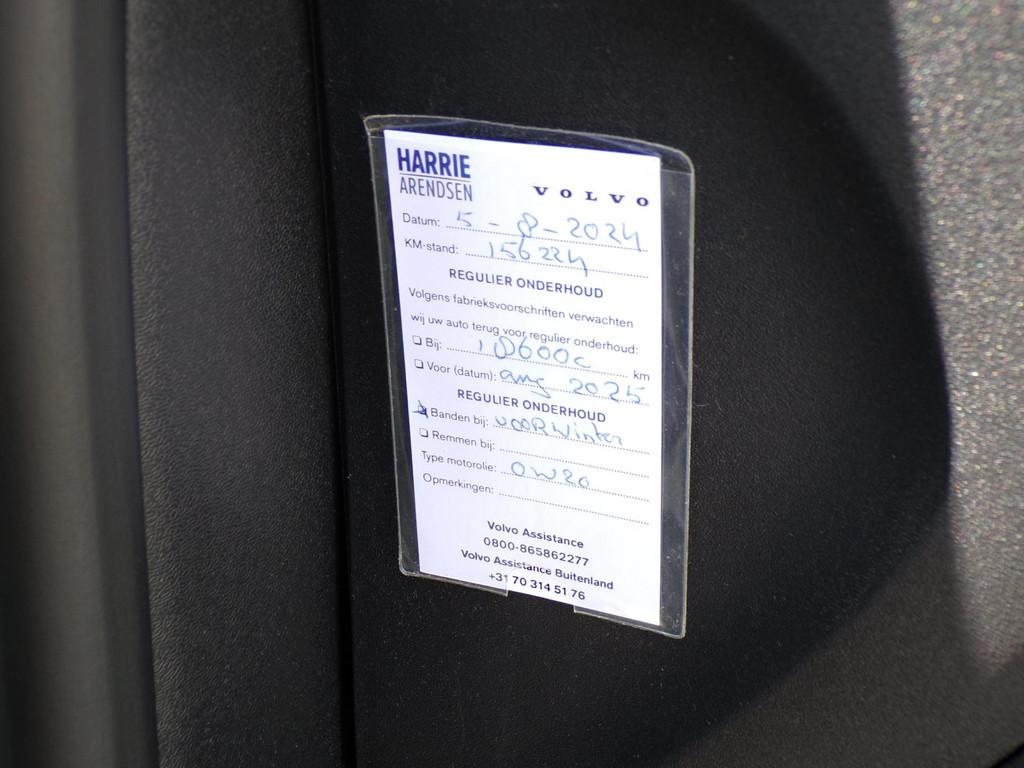 HARRIE
ARENDSEN
VOLVO
Datum: 5-8-2024
KM-stand: 156224
REGULIER ONDERHOUD
Volgens fabrieksvoorschriften verwachten
wij uw auto terug voor regulier onderhoud:
Bij: 186000 km
Voor (datum): aug 2025
REGULIER ONDERHOUD
Banden bij: VOOR Winter
Remmen bij:
Type motorolie: 0W20
Opmerkingen:
Volvo Assistance
0800-865862277
Volvo Assistance Buitenland
+31 70 314 51 76